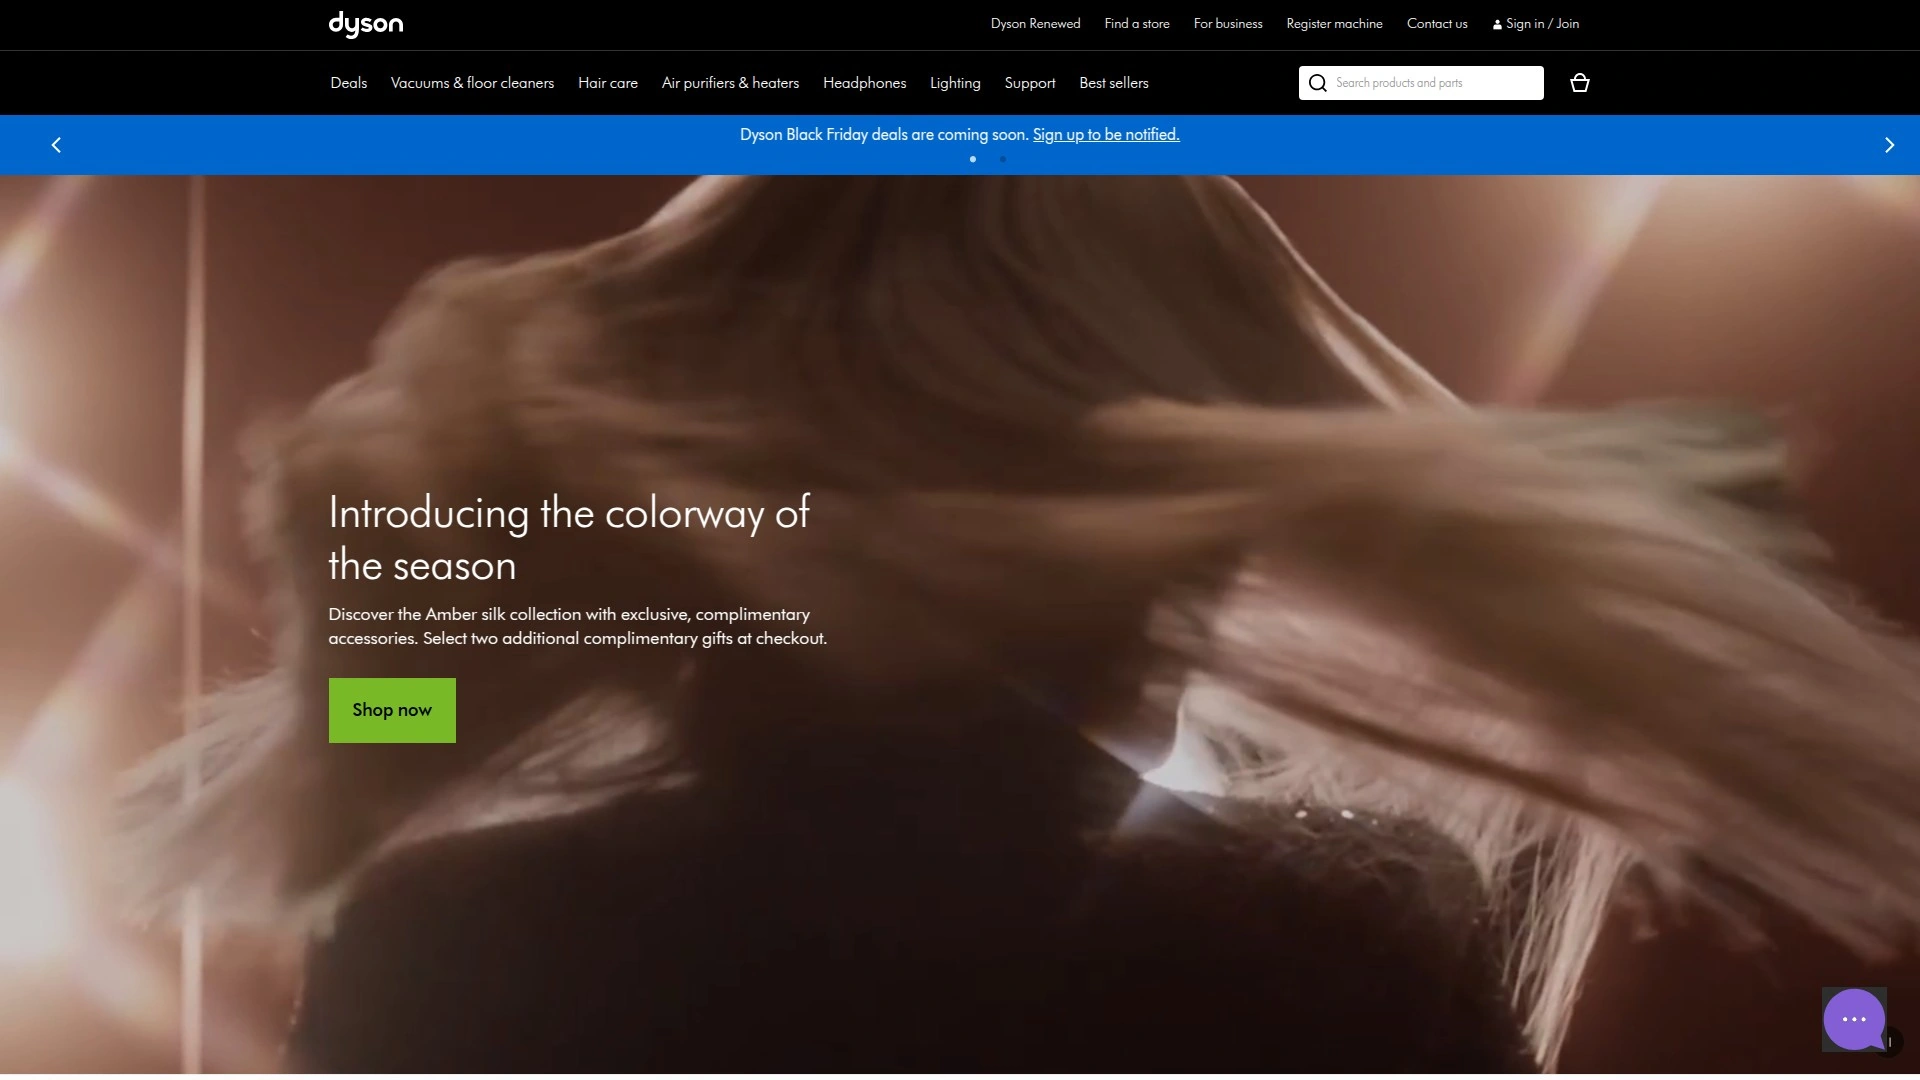 dyson
Dyson Renewed
Find a store
For business
Register machine
Contact us
Sign in / Join
Deals
Vacuums & floor cleaners
Hair care
Air purifiers & heaters
Headphones
Lighting
Support
Best sellers
Search products and parts
Dyson Black Friday deals are coming soon. Sign up to be notified.
Introducing the colorway of
the season
Discover the Amber silk collection with exclusive, complimentary
accessories. Select two additional complimentary gifts at checkout.
Shop now